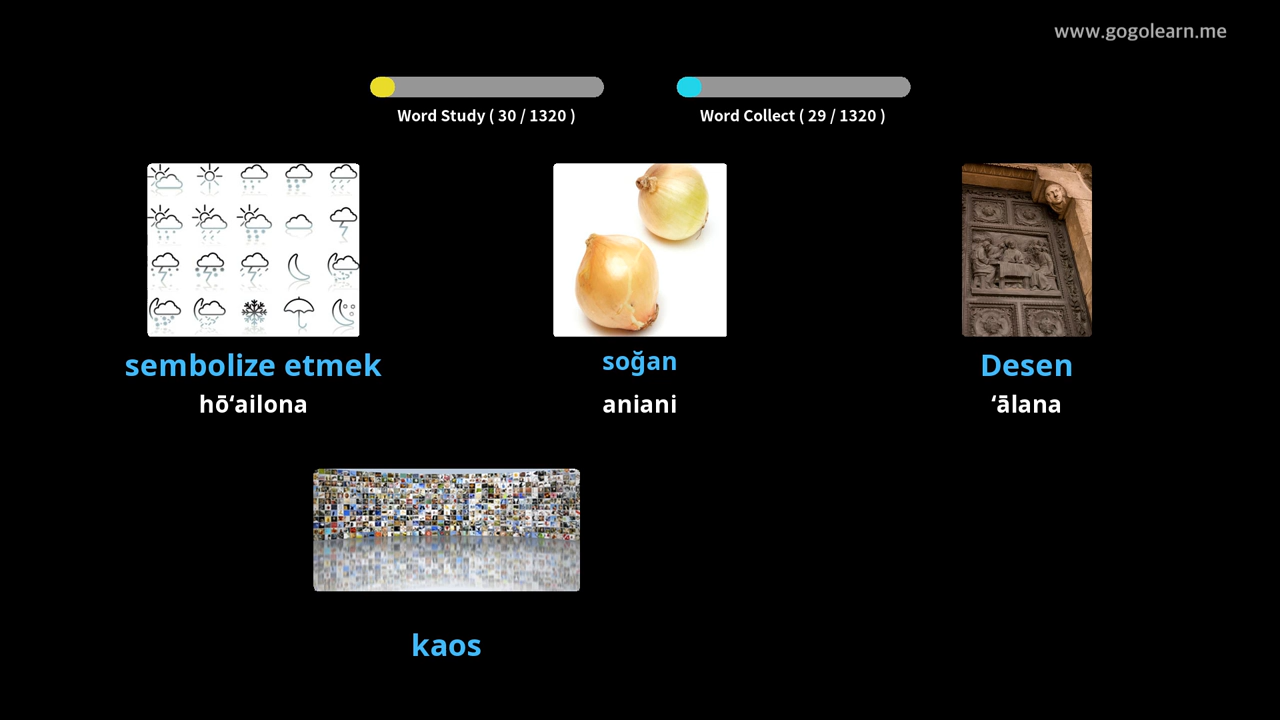 www.gogolearn.me
Word Study ( 30 / 1320 )
Word Collect ( 29 / 1320 )
sembolize etmek
hōʻailona
soğan
aniani
Desen
ʻālana
kaos